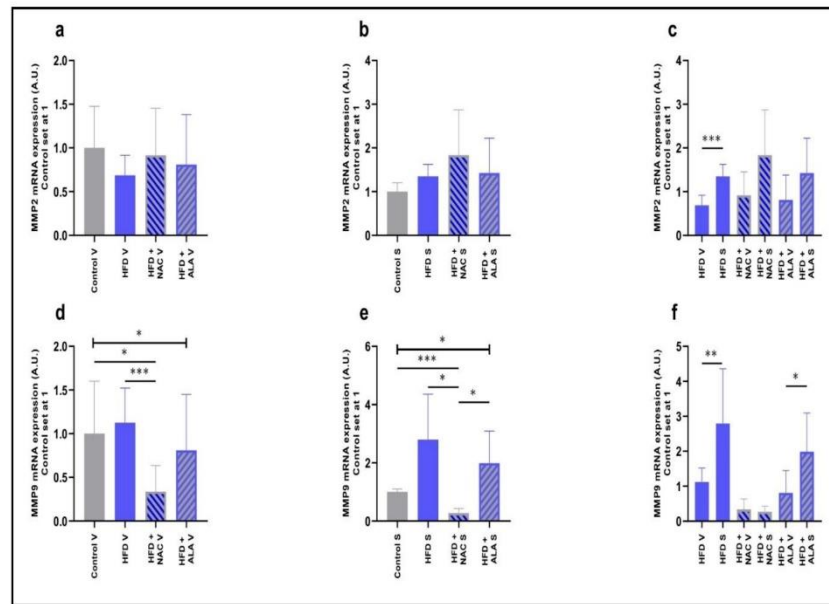 a
MMP2 mRNA expression (A.U.)
Control set at 1
2.0
1.5
1.0
0.5
0.0
Control V
HFD V
HFD +
NAC V
HFD +
ALA V
b
MMP2 mRNA expression (A.U.)
Control set at 1
4
3
2
1
0
Control S
HFD S
HFD +
NAC S
HFD +
ALA S
c
MMP2 mRNA expression (A.U.)
Control set at 1
4
3
2
1
0
***
HFD V
HFD S
HFD +
NAC V
HFD +
NAC S
HFD +
ALA V
HFD +
ALA S
d
MMP9 mRNA expression (A.U.)
Control set at 1
2.0
1.5
1.0
0.5
0.0
*
*
***
Control V
HFD V
HFD +
NAC V
HFD +
ALA V
e
MMP9 mRNA expression (A.U.)
Control set at 1
6
4
2
0
*
***
*
*
Control S
HFD S
HFD +
NAC S
HFD +
ALA S
f
MMP9 mRNA expression (A.U.)
Control set at 1
5
4
3
2
1
0
**
*
HFD V
HFD S
HFD +
NAC V
HFD +
NAC S
HFD +
ALA V
HFD +
ALA S